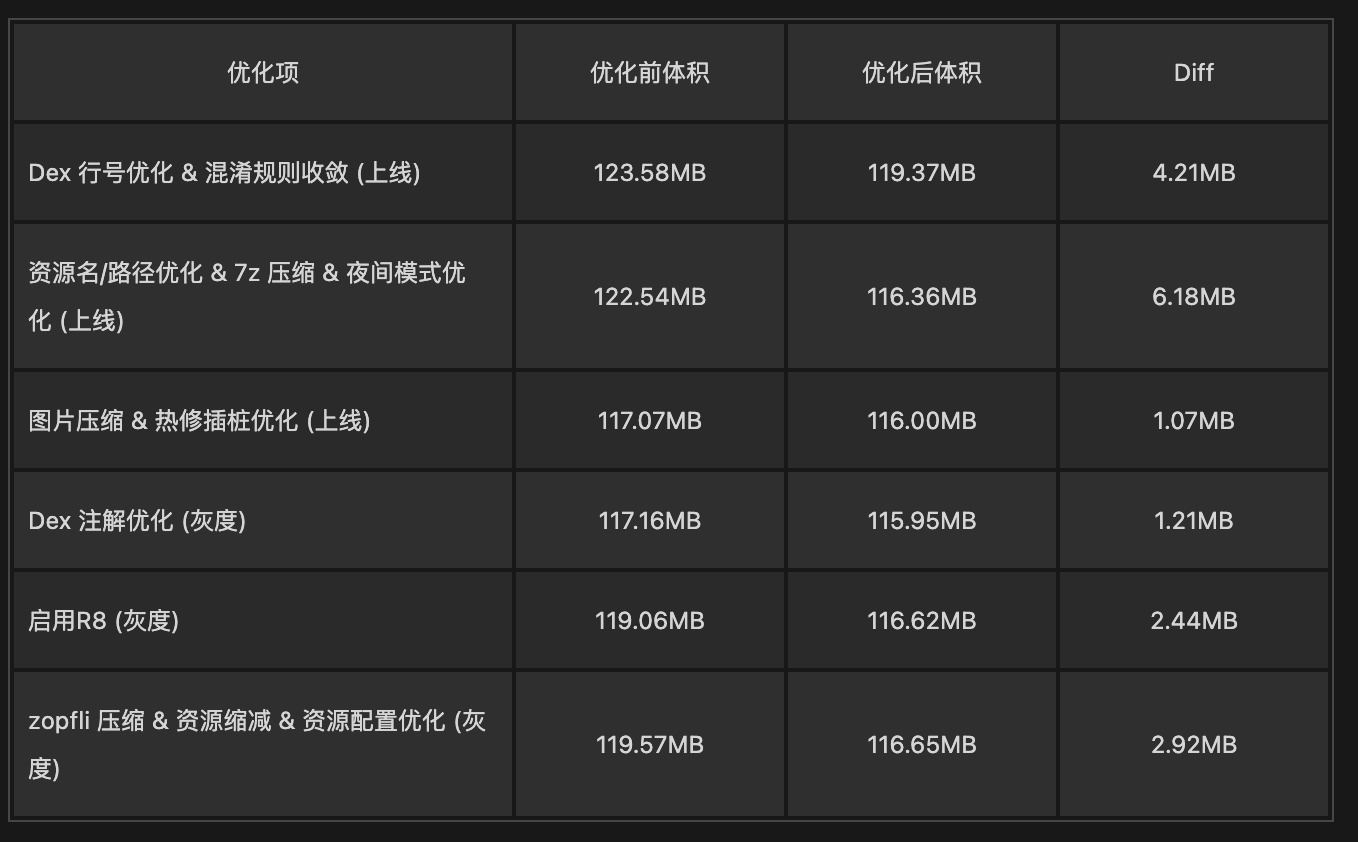 优化项 优化前体积 优化后体积 Diff
Dex 行号优化 & 混淆规则收敛 (上线) 123.58MB 119.37MB 4.21MB
资源名/路径优化 & 7z 压缩 & 夜间模式优
化 (上线) 122.54MB 116.36MB 6.18MB
图片压缩 & 热修插桩优化 (上线) 117.07MB 116.00MB 1.07MB
Dex 注解优化 (灰度) 117.16MB 115.95MB 1.21MB
启用R8 (灰度) 119.06MB 116.62MB 2.44MB
zopfli 压缩 & 资源缩减 & 资源配置优化 (灰
度) 119.57MB 116.65MB 2.92MB